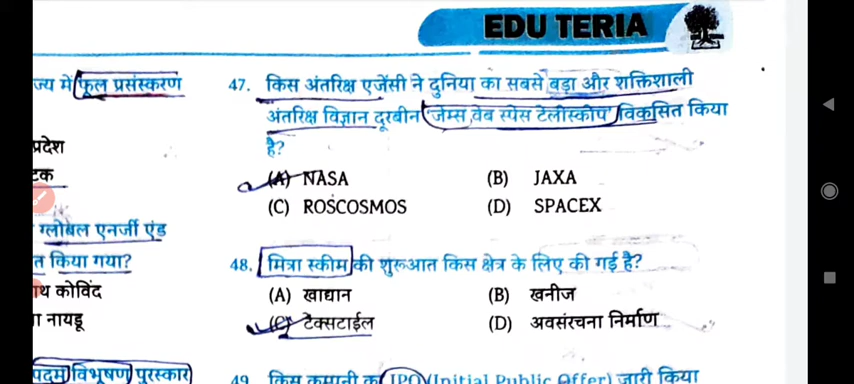 EDU TERIA
ज्य में फूल प्रसंस्करण
प्रदेश
टक
ग्लोबल एनर्जी एंड
त किया गया?
ाथ कोविंद
ा नायडू
पदम विभूषण पुरस्कार
47. किस अंतरिक्ष एजेंसी ने दुनिया का सबसे बड़ा और शक्तिशाली
अंतरिक्ष विज्ञान दूरबीन 'जेम्स वेब स्पेस टेलीस्कोप' विकसित किया
है?
(A) NASA (B) JAXA
(C) ROSCOSMOS (D) SPACEX
48. मित्रा स्कीम की शुरूआत किस क्षेत्र के लिए की गई है?
(A) खाद्यान (B) खनीज
(C) टेक्सटाईल (D) अवसंरचना निर्माण
49. किस कम्पनी का IPO (Initial Public Offer) जारी किया